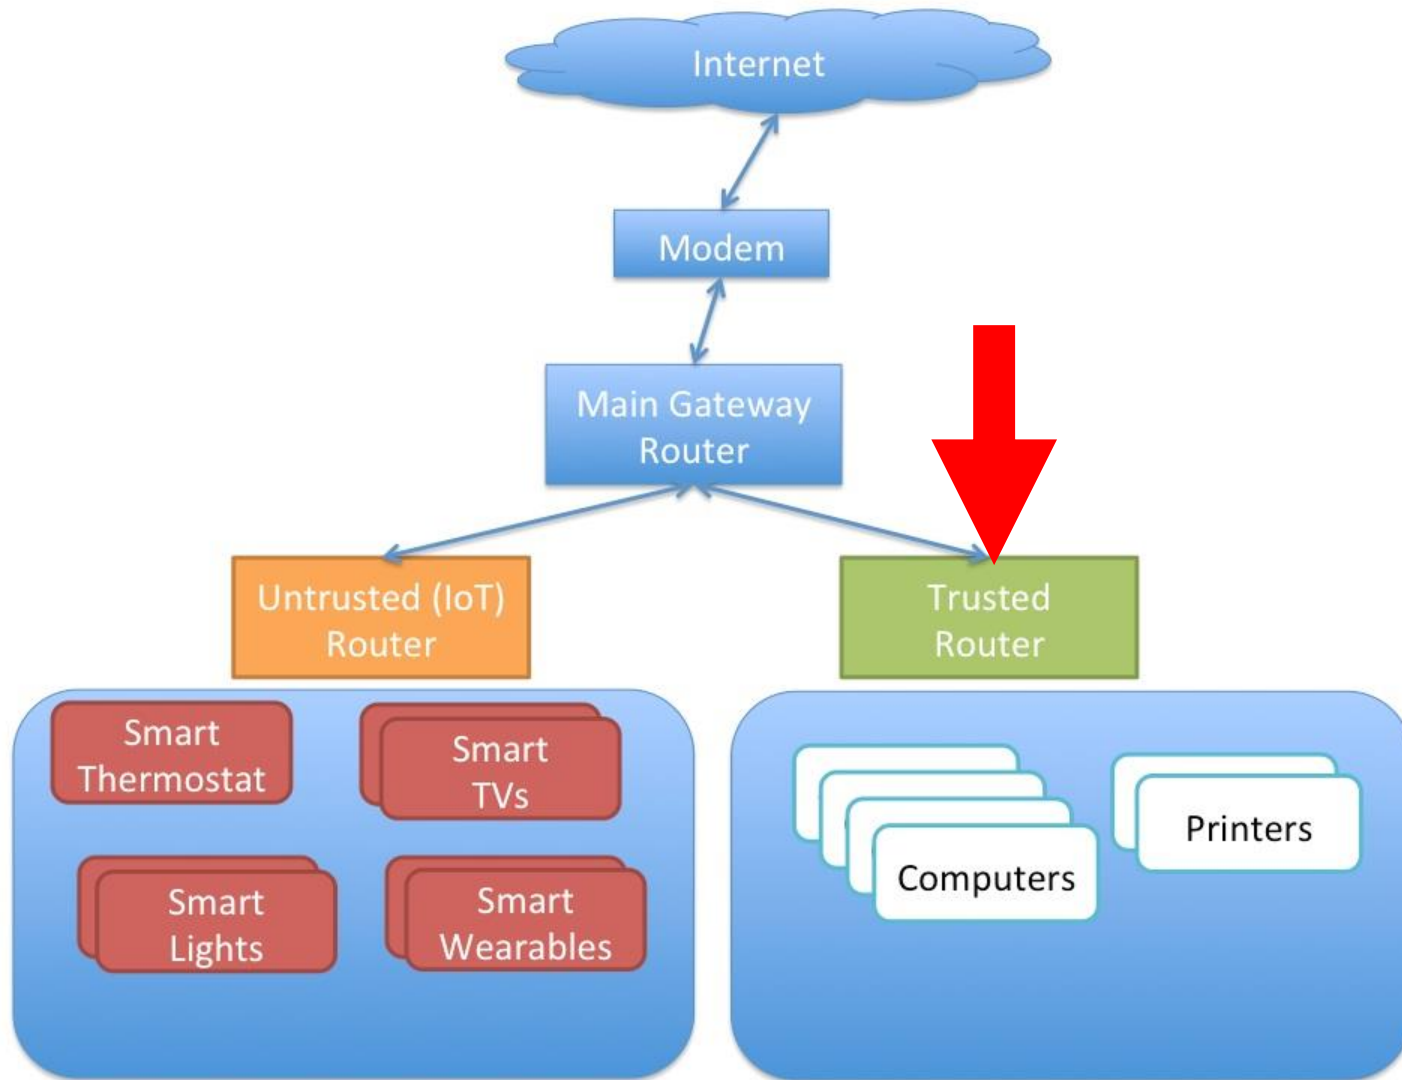 Internet
Modem
Main Gateway
Router
Untrusted (IoT)
Router
Trusted
Router
Smart
Thermostat
Smart
TVs
Smart
Lights
Smart
Wearables
Computers
Printers